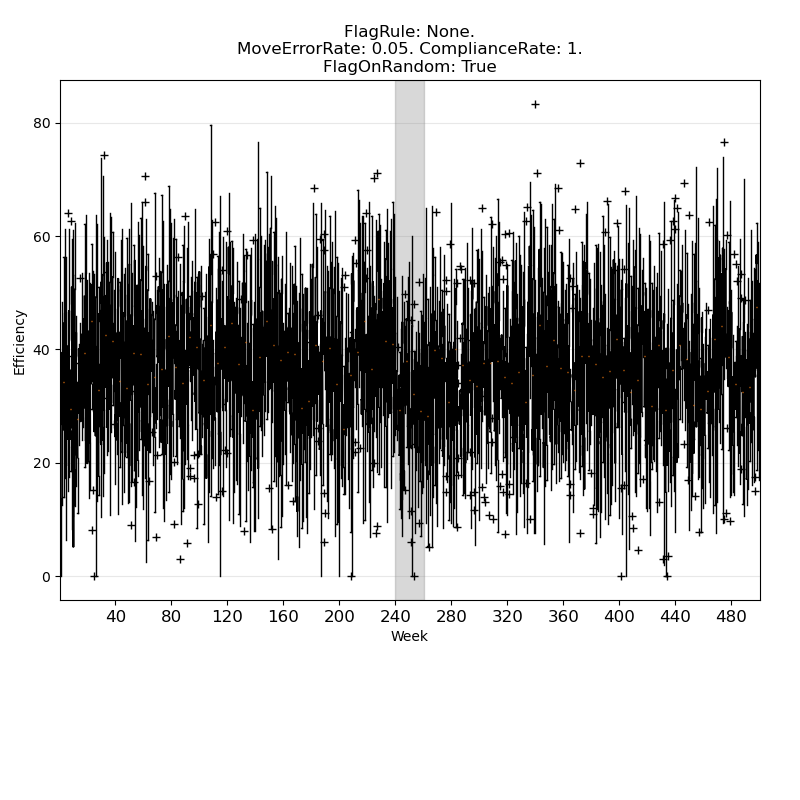 FlagRule: None.
MoveErrorRate: 0.05. ComplianceRate: 1.
FlagOnRandom: True
80
60
40
20
0
Efficiency
40 80 120 160 200 240 280 320 360 400 440 480
Week